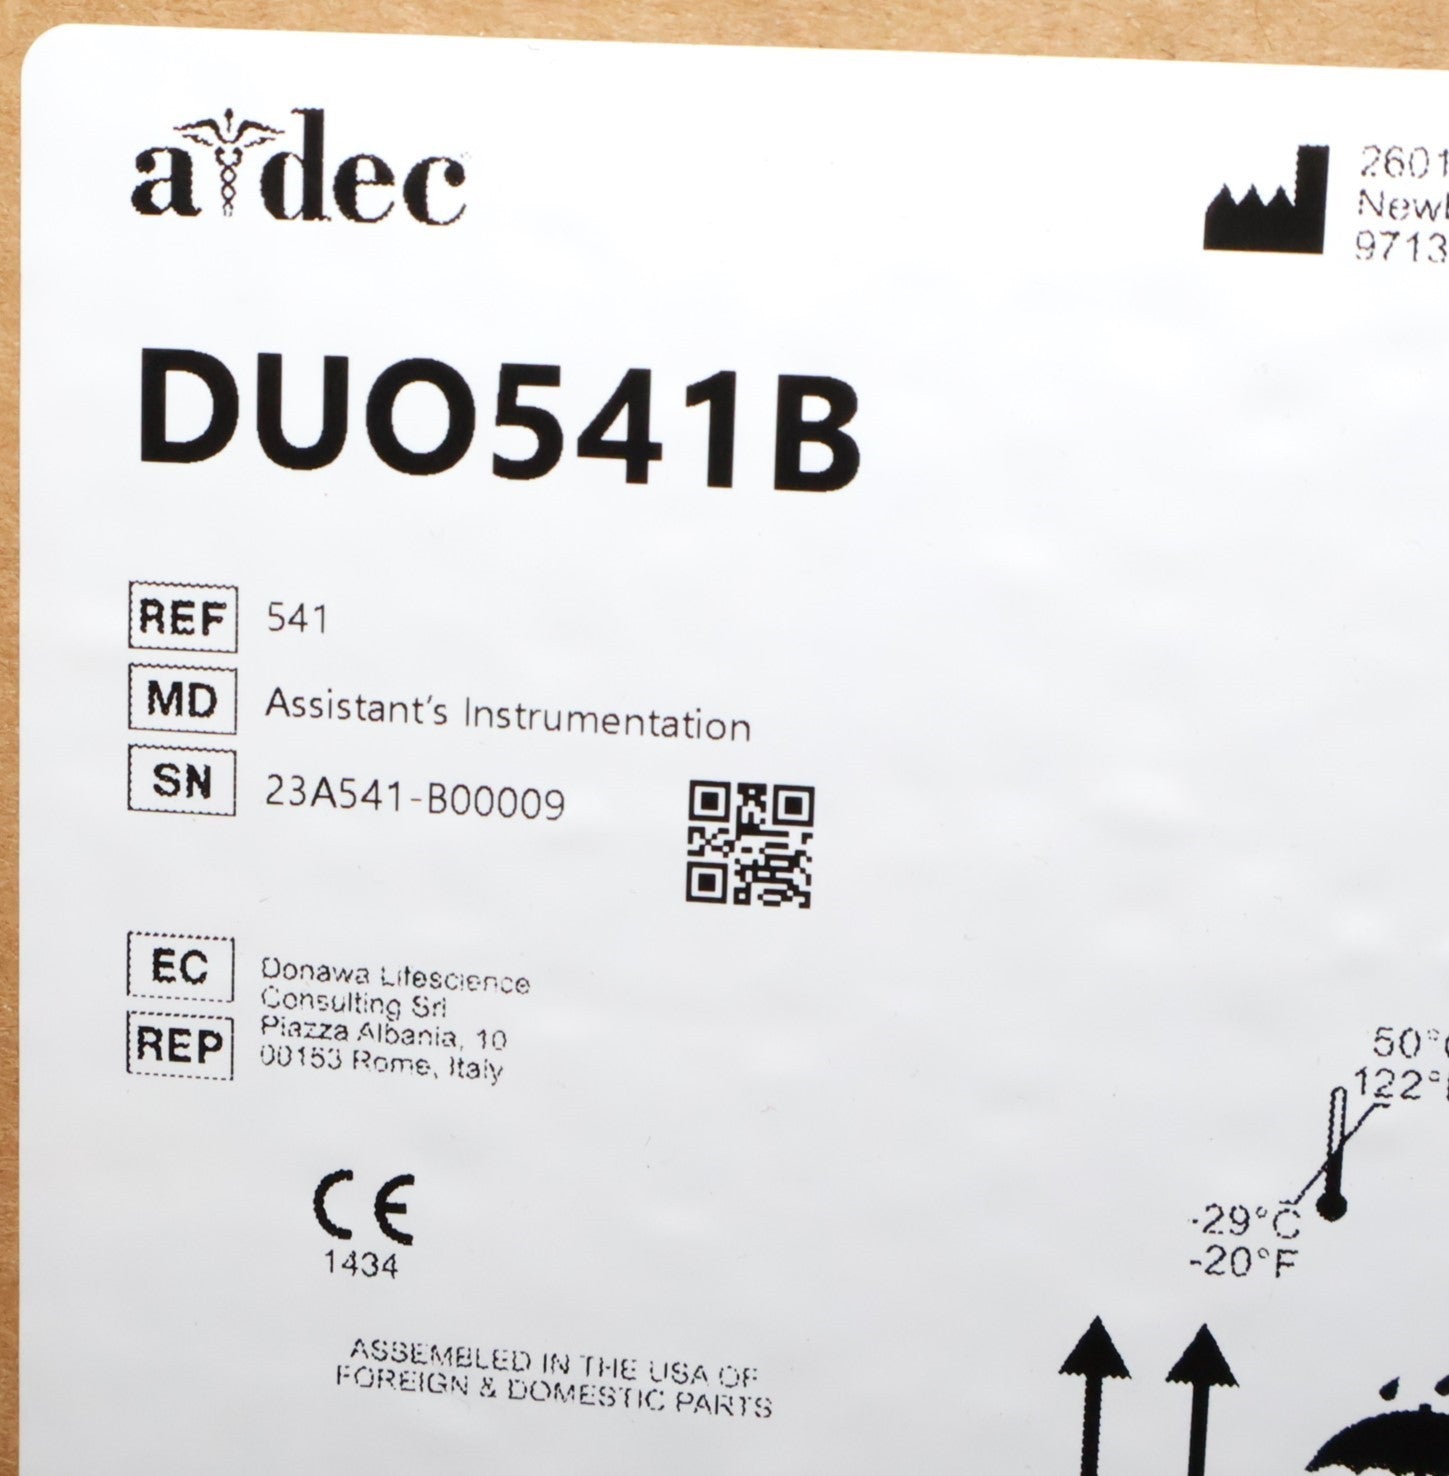 a dec
2601
Newb
9713
DUO541B
REF 541
MD Assistant's Instrumentation
SN 23A541-B00009
EC
REP
Donawa Lifescience
Consulting Srl
Piazza Albania, 10
00153 Rome, Italy
50°C
122°F
-29°C
-20°F
CE
1434
ASSEMBLED IN THE USA OF
FOREIGN & DOMESTIC PARTS